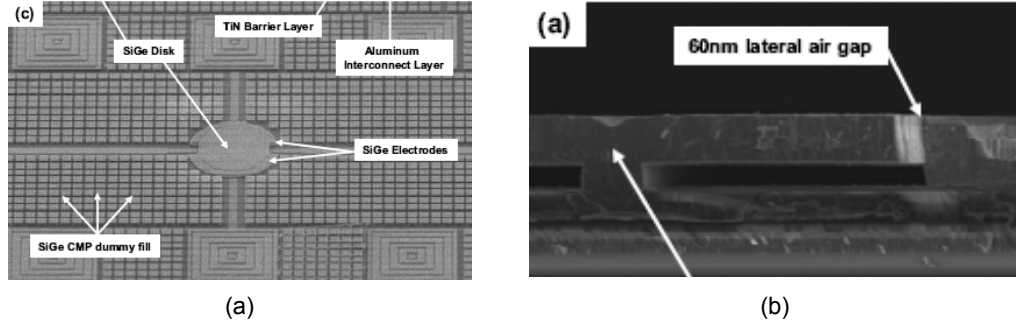 (c)
TiN Barrier Layer
SiGe Disk
Aluminum
Interconnect Layer
SiGe Electrodes
SiGe CMP dummy fill
(a)
(a)
60nm lateral air gap
(b)